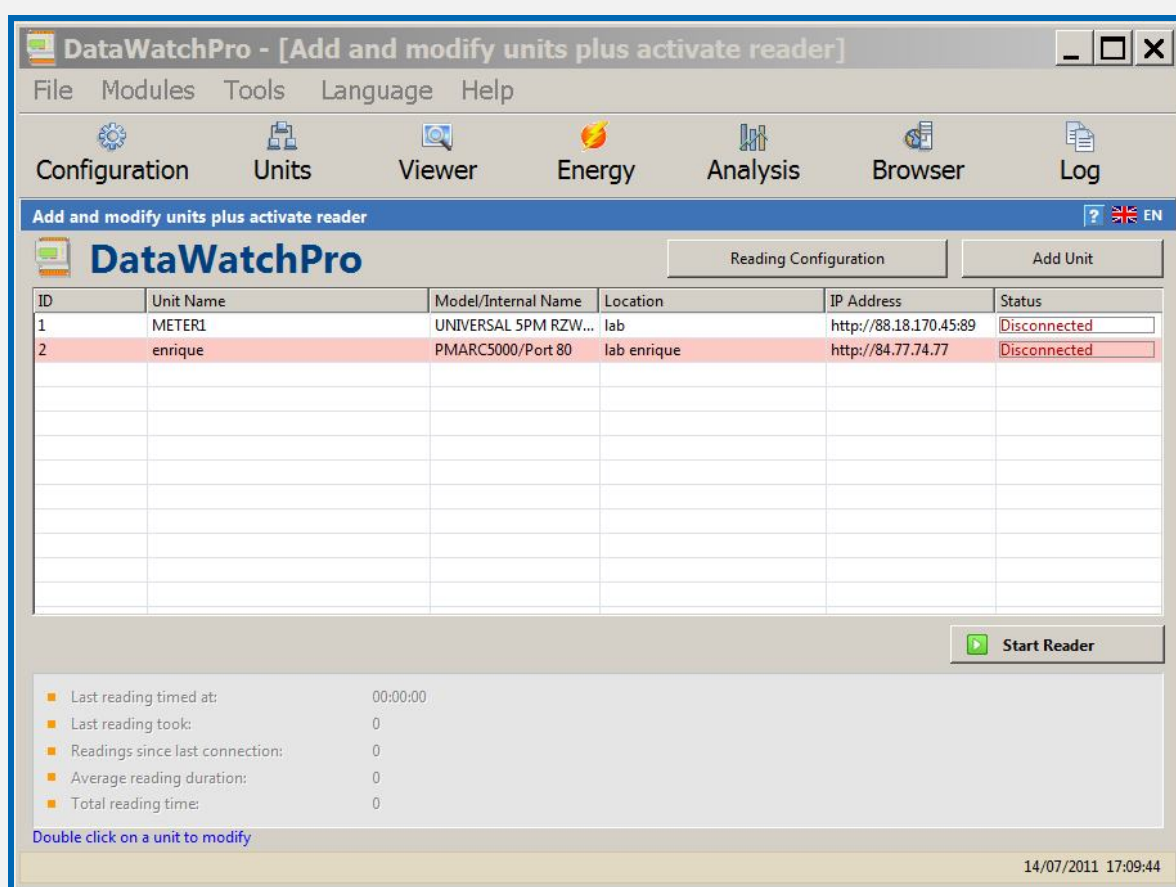 DataWatchPro - [Add and modify units plus activate reader]
File Modules Tools Language Help
Configuration Units Viewer Energy Analysis Browser Log
Add and modify units plus activate reader ? EN
DataWatchPro Reading Configuration Add Unit
ID Unit Name Model/Internal Name Location IP Address Status
1 METER1 UNIVERSAL 5PM RZW... lab http://88.18.170.45:89 Disconnected
2 enrique PMARC5000/Port 80 lab enrique http://84.77.74.77 Disconnected
Start Reader
Last reading timed at: 00:00:00
Last reading took: 0
Readings since last connection: 0
Average reading duration: 0
Total reading time: 0
Double click on a unit to modify
14/07/2011 17:09:44